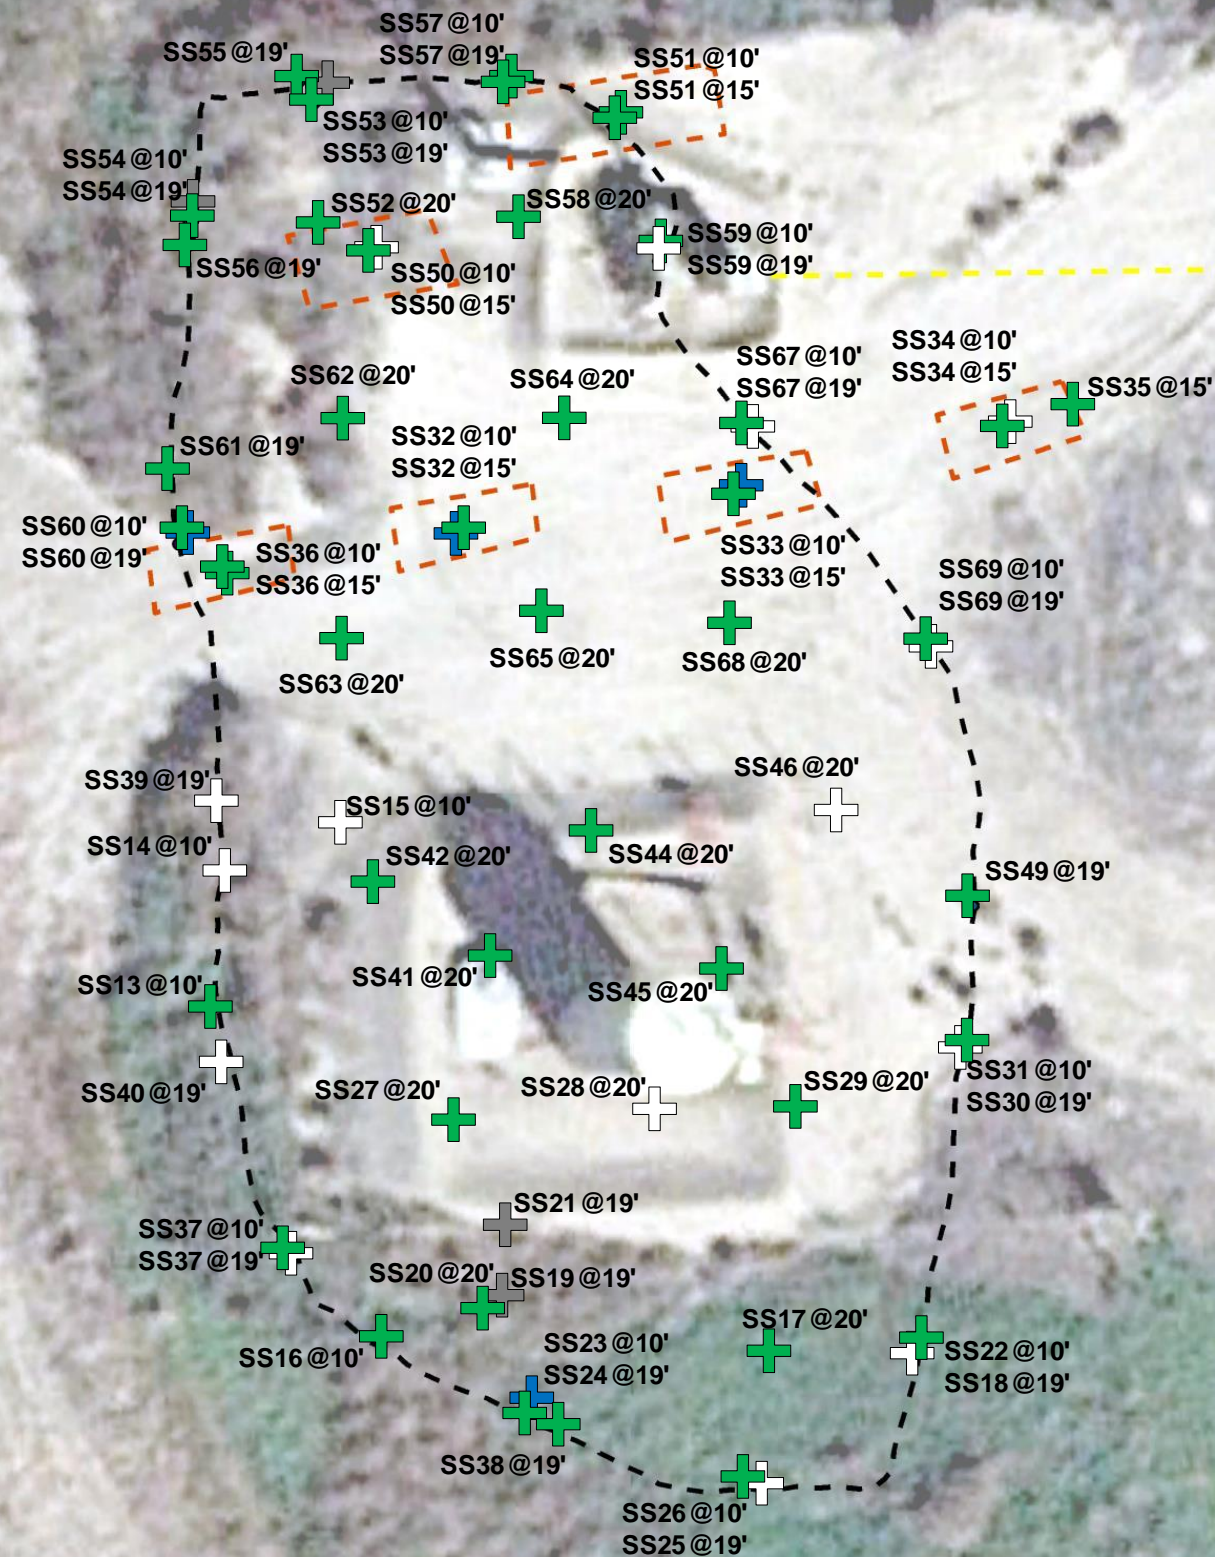 SS57 @10'
SS55 @19'
SS57 @19'
SS51 @10'
SS51 @15'
SS53 @10'
SS53 @19'
SS54 @10'
SS54 @19'
SS52 @20'
SS58 @20'
SS59 @10'
SS59 @19'
SS56 @19'
SS50 @10'
SS50 @15'
SS34 @10'
SS34 @15'
SS67 @10'
SS67 @19'
SS35 @15'
SS62 @20'
SS64 @20'
SS32 @10'
SS32 @15'
SS61 @19'
SS60 @10'
SS60 @19'
SS36 @10'
SS36 @15'
SS33 @10'
SS33 @15'
SS69 @10'
SS69 @19'
SS65 @20'
SS68 @20'
SS63 @20'
SS46 @20'
SS39 @19'
SS15 @10'
SS14 @10'
SS42 @20'
SS44 @20'
SS49 @19'
SS41 @20'
SS13 @10'
SS45 @20'
SS31 @10'
SS30 @19'
SS40 @19'
SS27 @20'
SS28 @20'
SS29 @20'
SS21 @19'
SS37 @10'
SS37 @19'
SS20 @20'
SS19 @19'
SS17 @20'
SS23 @10'
SS24 @19'
SS16 @10'
SS22 @10'
SS18 @19'
SS38 @19'
SS26 @10'
SS25 @19'